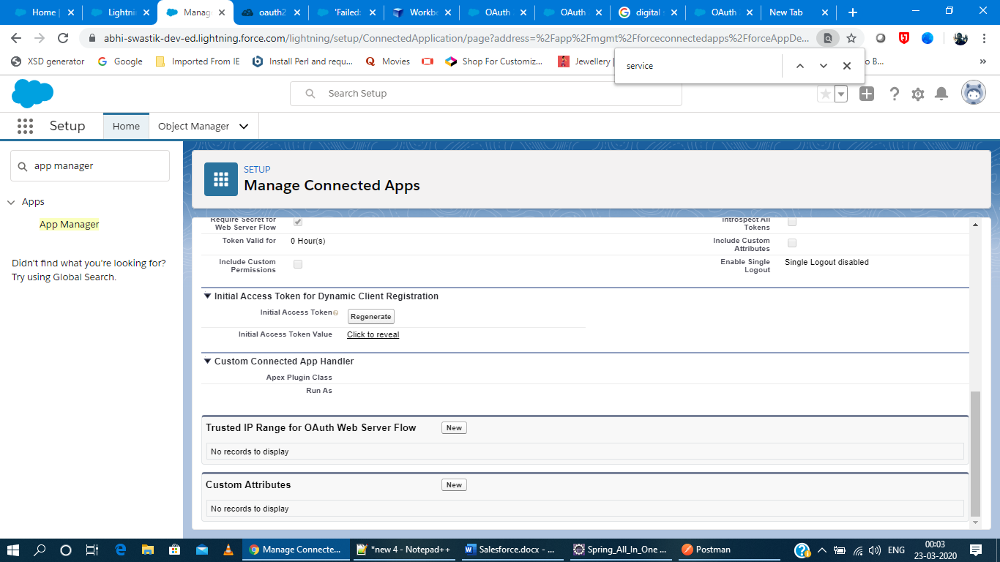 Home |
Lightnin
Manage
oauth2
'Failed:
Workbe
OAuth
OAuth
digital s
OAuth
New Tab
abhi-swastik-dev-ed.lightning.force.com/lightning/setup/ConnectedApplication/page?address=%2Fapp%2Fmgmt%2Fforceconnectedapps%2FforceAppDe...
XSD generator
Google
Imported From IE
Install Perl and requ...
Movies
Shop For Customiz...
Jewellery
o B...
»
service
Search Setup
Setup
Home
Object Manager
app manager
Apps
App Manager
Didn't find what you're looking for?
Try using Global Search.
SETUP
Manage Connected Apps
Require Secret for
Web Server Flow
Introspect All
Tokens
Token Valid for
0 Hour(s)
Include Custom
Attributes
Include Custom
Permissions
Enable Single
Logout
Single Logout disabled
Initial Access Token for Dynamic Client Registration
Initial Access Token
Regenerate
Initial Access Token Value
Click to reveal
Custom Connected App Handler
Apex Plugin Class
Run As
Trusted IP Range for OAuth Web Server Flow
New
No records to display
Custom Attributes
New
No records to display
Manage Connecte...
*new 4 - Notepad++
Salesforce.docx - ...
Spring_All_In_One ...
Postman
ENG
00:03
23-03-2020